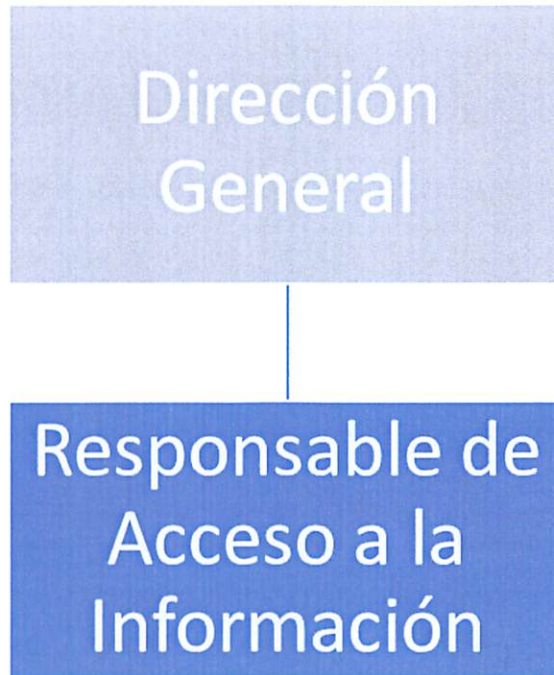 Dirección
General
Responsable de
Acceso a la
Información